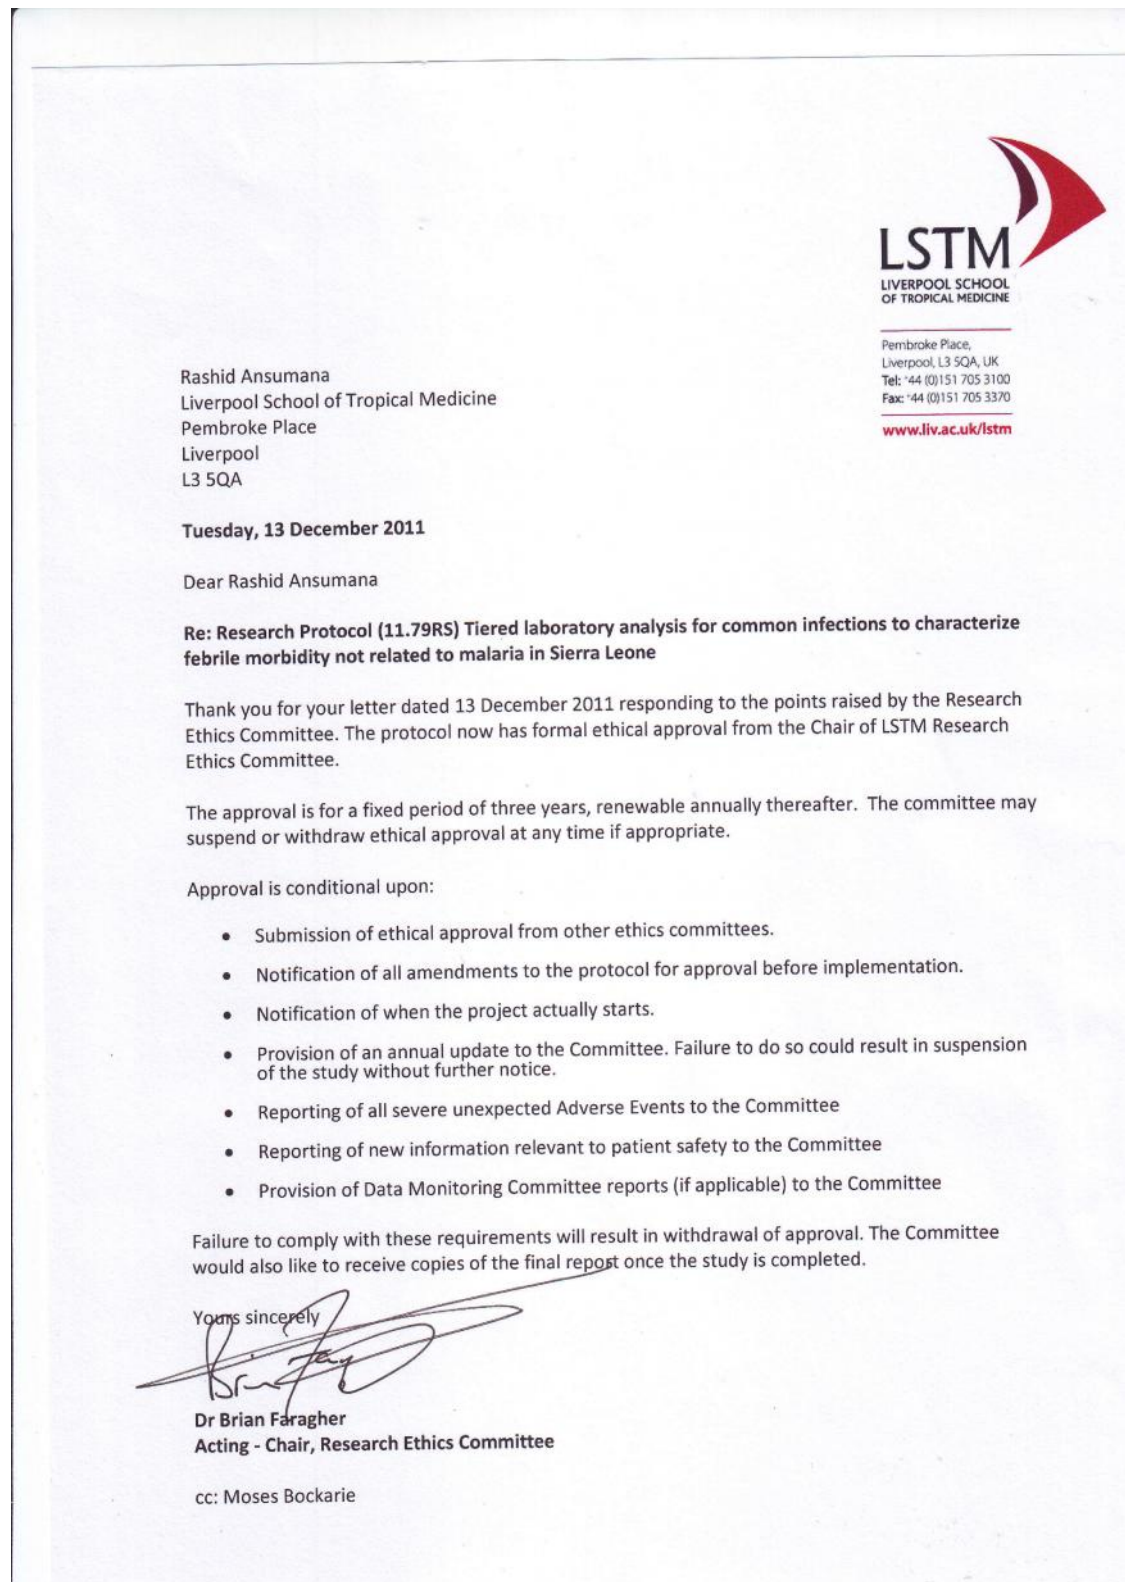 LSTM
LIVERPOOL SCHOOL
OF TROPICAL MEDICINE
Pembroke Place,
Liverpool, L3 5QA, UK
Tel: +44 (0)151 705 3100
Fax: +44 (0)151 705 3370
www.liv.ac.uk/lstm
Rashid Ansumana
Liverpool School of Tropical Medicine
Pembroke Place
Liverpool
L3 5QA
Tuesday, 13 December 2011
Dear Rashid Ansumana
Re: Research Protocol (11.79RS) Tiered laboratory analysis for common infections to characterize
febrile morbidity not related to malaria in Sierra Leone
Thank you for your letter dated 13 December 2011 responding to the points raised by the Research
Ethics Committee. The protocol now has formal ethical approval from the Chair of LSTM Research
Ethics Committee.
The approval is for a fixed period of three years, renewable annually thereafter. The committee may
suspend or withdraw ethical approval at any time if appropriate.
Approval is conditional upon:
• Submission of ethical approval from other ethics committees.
• Notification of all amendments to the protocol for approval before implementation.
• Notification of when the project actually starts.
• Provision of an annual update to the Committee. Failure to do so could result in suspension
of the study without further notice.
• Reporting of all severe unexpected Adverse Events to the Committee
• Reporting of new information relevant to patient safety to the Committee
• Provision of Data Monitoring Committee reports (if applicable) to the Committee
Failure to comply with these requirements will result in withdrawal of approval. The Committee
would also like to receive copies of the final report once the study is completed.
Yours sincerely
Dr Brian Faragher
Acting - Chair, Research Ethics Committee
cc: Moses Bockarie